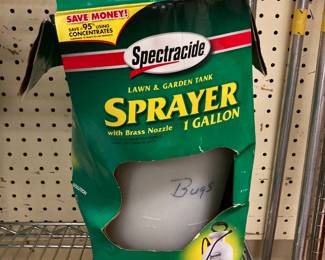 SAVE MONEY!
SAVE 95% USING
CONCENTRATES
Spectracide
LAWN & GARDEN TANK
SPRAYER
with Brass Nozzle 1 GALLON
Bugs